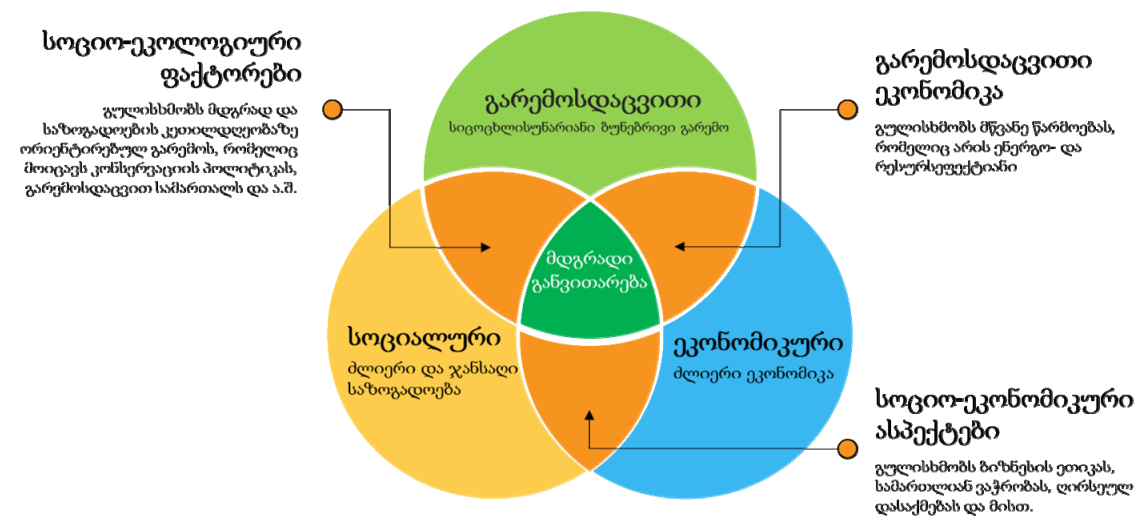 სოციო-ეკოლოგიური
ფაქტორები
გულისხმობს მდგრად და
საზოგადოების კეთილდღეობაზე
ორიენტირებულ გარემოს, რომელიც
მოიცავს კონსერვაციის პოლიტიკას,
გარემოსდაცვით სამართალს და ა.შ.
გარემოსდაცვითი
სიცოცხლისუნარიანი ბუნებრივი გარემო
გარემოსდაცვითი
ეკონომიკა
გულისხმობს მწვანე წარმოებას,
რომელიც არის ენერგო- და
რესურსეფექტიანი
მდგრადი
განვითარება
სოციალური
ძლიერი და ჯანსაღი
საზოგადოება
ეკონომიკური
ძლიერი ეკონომიკა
სოციო-ეკონომიკური
ასპექტები
გულისხმობს ბიზნესის ეთიკას,
სამართლიან ვაჭრობას, ღირსეულ
დასაქმებას და მისთ.